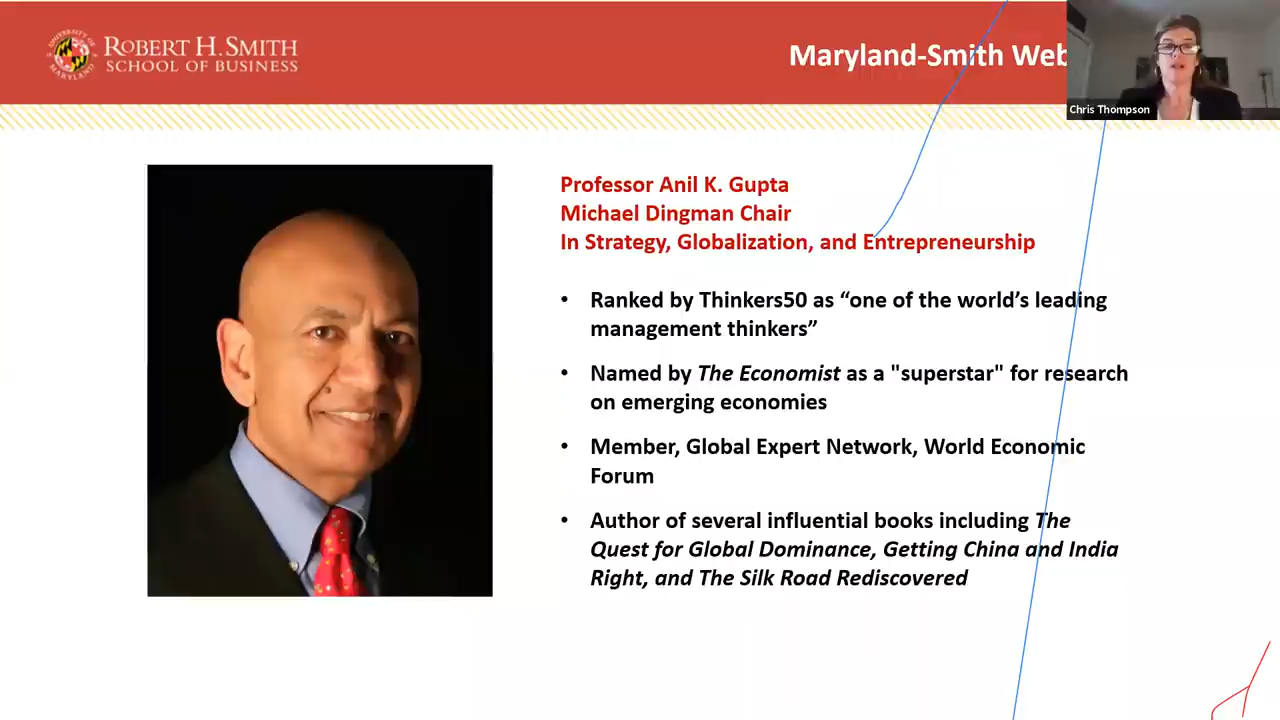 ROBERT H. SMITH
SCHOOL OF BUSINESS
UNIVERSITY OF
MARYLAND
Maryland-Smith Web
Chris Thompson
Professor Anil K. Gupta
Michael Dingman Chair
In Strategy, Globalization, and Entrepreneurship
• Ranked by Thinkers50 as “one of the world’s leading
management thinkers”
• Named by The Economist as a "superstar" for research
on emerging economies
• Member, Global Expert Network, World Economic
Forum
• Author of several influential books including The
Quest for Global Dominance, Getting China and India
Right, and The Silk Road Rediscovered